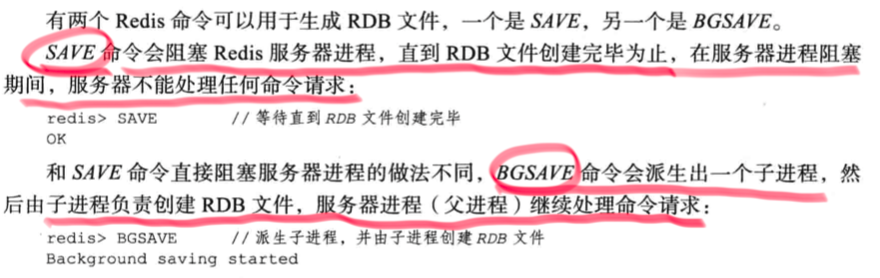 有两个 Redis 命令可以用于生成 RDB 文件，一个是 SAVE，另一个是 BGSAVE。
SAVE 命令会阻塞 Redis 服务器进程，直到 RDB 文件创建完毕为止，在服务器进程阻塞
期间，服务器不能处理任何命令请求：
redis> SAVE // 等待直到 RDB 文件创建完毕
OK
和 SAVE 命令直接阻塞服务器进程的做法不同，BGSAVE 命令会派生出一个子进程，然
后由子进程负责创建 RDB 文件，服务器进程（父进程）继续处理命令请求：
redis> BGSAVE // 派生子进程，并由子进程创建 RDB 文件
Background saving started